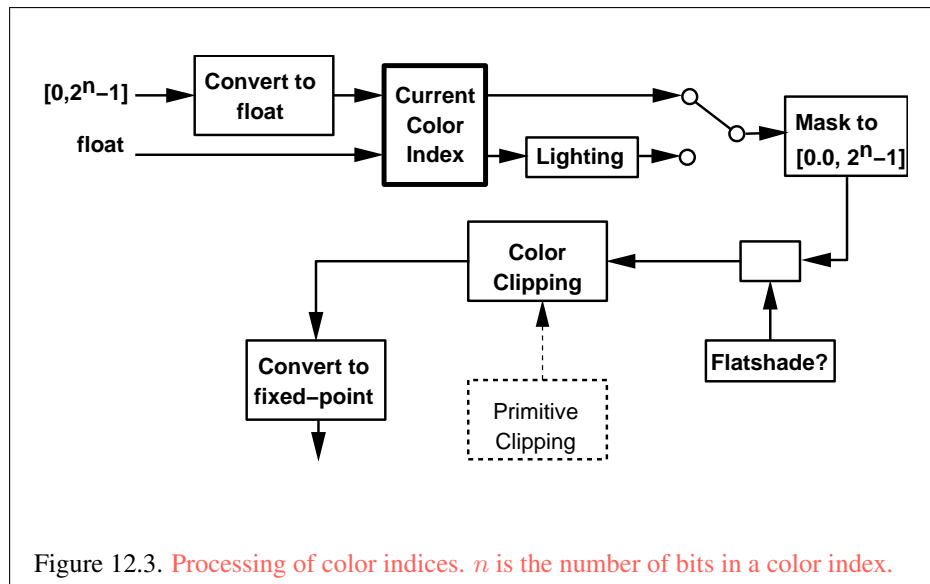 [0,2ⁿ−1]
Convert to
float
float
Current
Color
Index
Lighting
Mask to
[0.0, 2ⁿ−1]
Color
Clipping
Flatshade?
Convert to
fixed−point
Primitive
Clipping
Figure 12.3. Processing of color indices. n is the number of bits in a color index.